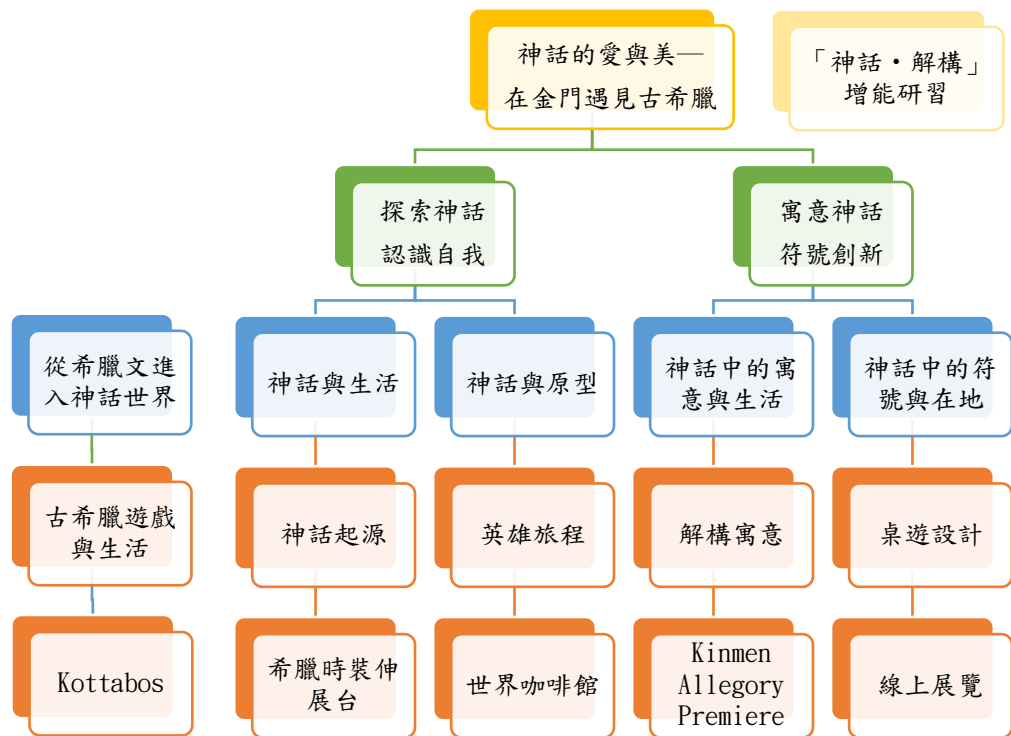 神話的愛與美—
在金門遇見古希臘
「神話・解構」
增能研習
探索神話
認識自我
寓意神話
符號創新
從希臘文進
入神話世界
神話與生活
神話與原型
神話中的寓
意與生活
神話中的符
號與在地
古希臘遊戲
與生活
神話起源
英雄旅程
解構寓意
桌遊設計
Kottabos
希臘時裝伸
展台
世界咖啡館
Kinmen
Allegory
Premiere
線上展覽